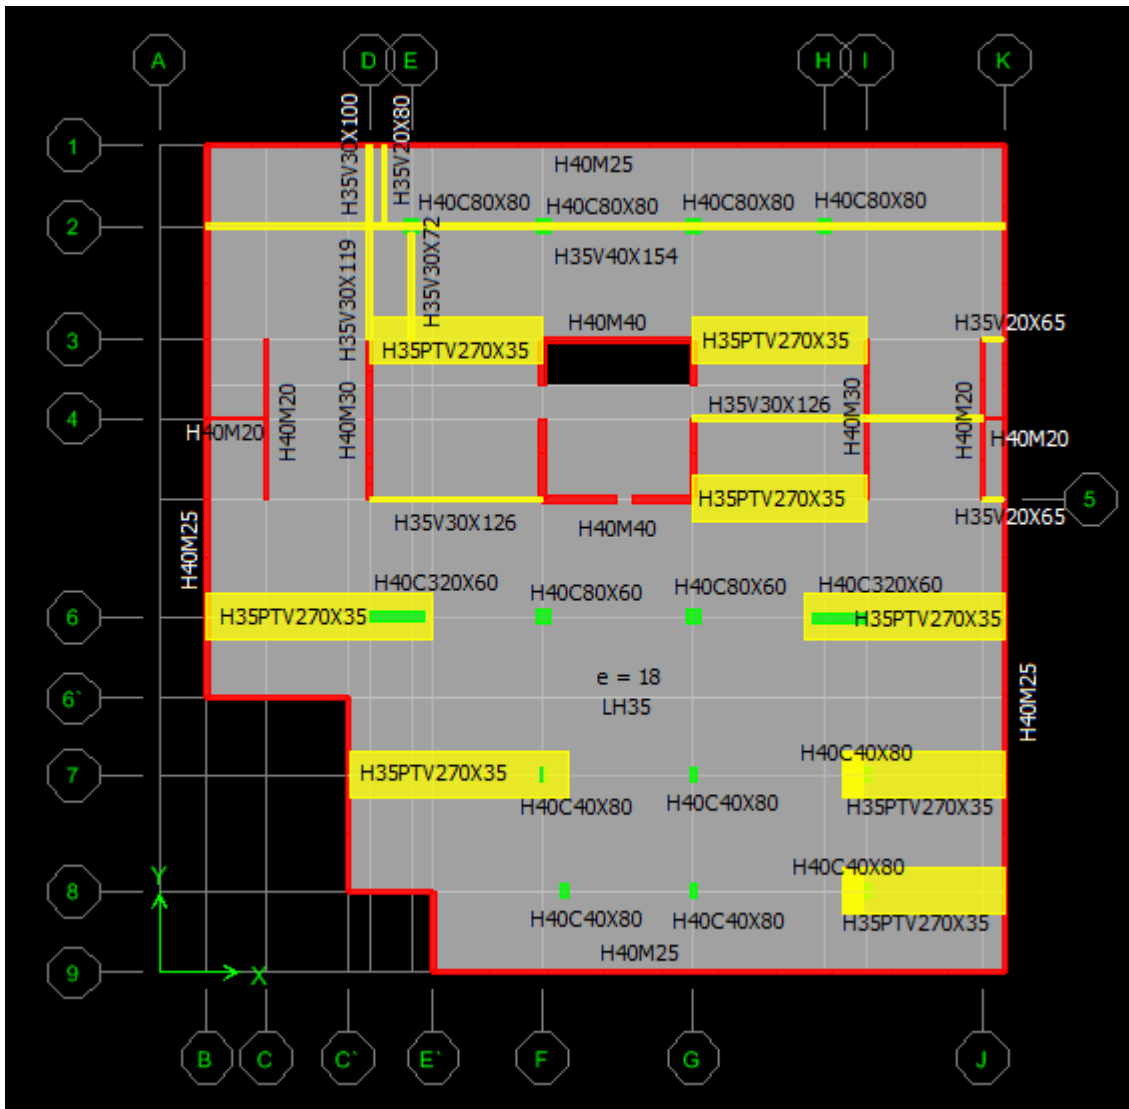 A
D
E
H
I
K
1
H35V30X100
H35V20X80
H40M25
2
H40C80X80
H40C80X80
H40C80X80
H40C80X80
H35V30X119
H35V30X72
H35V40X154
3
H35PTV270X35
H40M40
H35PTV270X35
H35V20X65
4
H40M20
H40M20
H40M30
H35V30X126
H40M30
H40M20
H40M20
H35PTV270X35
5
H35V30X126
H40M40
H35V20X65
H40M25
6
H35PTV270X35
H40C320X60
H40C80X60
H40C80X60
H40C320X60
H35PTV270X35
6`
e = 18
LH35
H40M25
7
H35PTV270X35
H40C40X80
H40C40X80
H40C40X80
H35PTV270X35
8
H40C40X80
H40C40X80
H40C40X80
H35PTV270X35
Y
X
9
H40M25
B
C
C`
E`
F
G
J